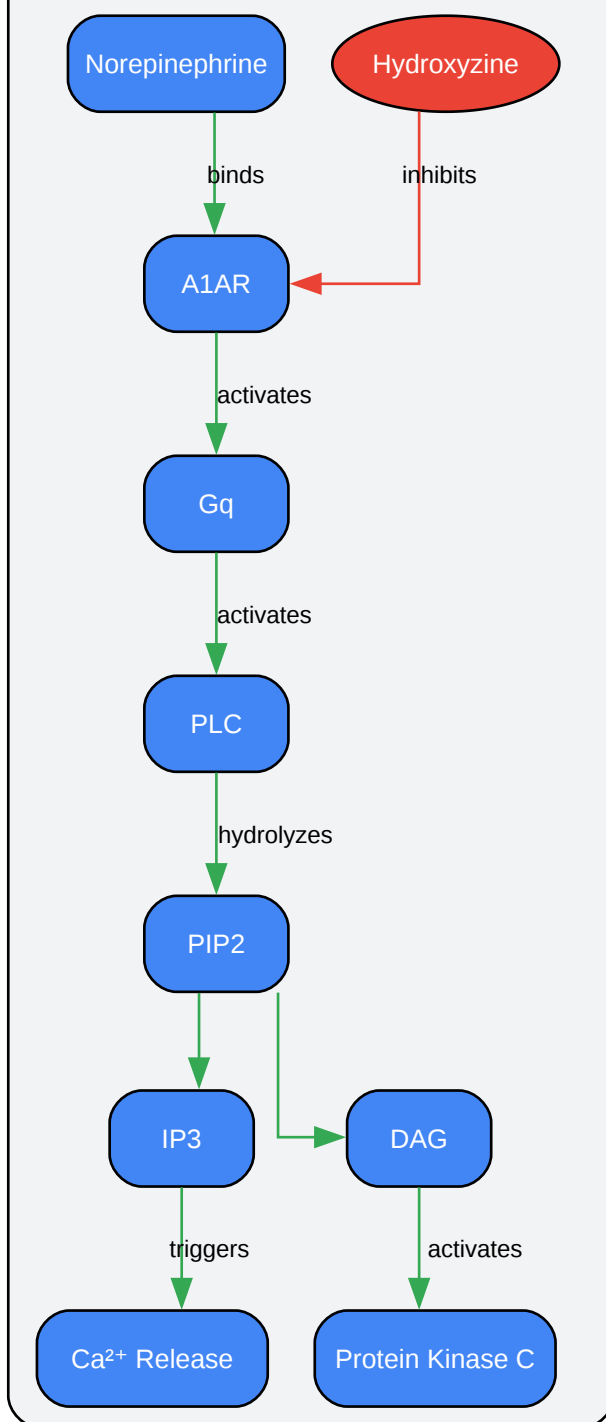 Norepinephrine
Hydroxyzine
binds
inhibits
A1AR
activates
Gq
activates
PLC
hydrolyzes
PIP2
IP3
DAG
triggers
activates
Ca²⁺ Release
Protein Kinase C